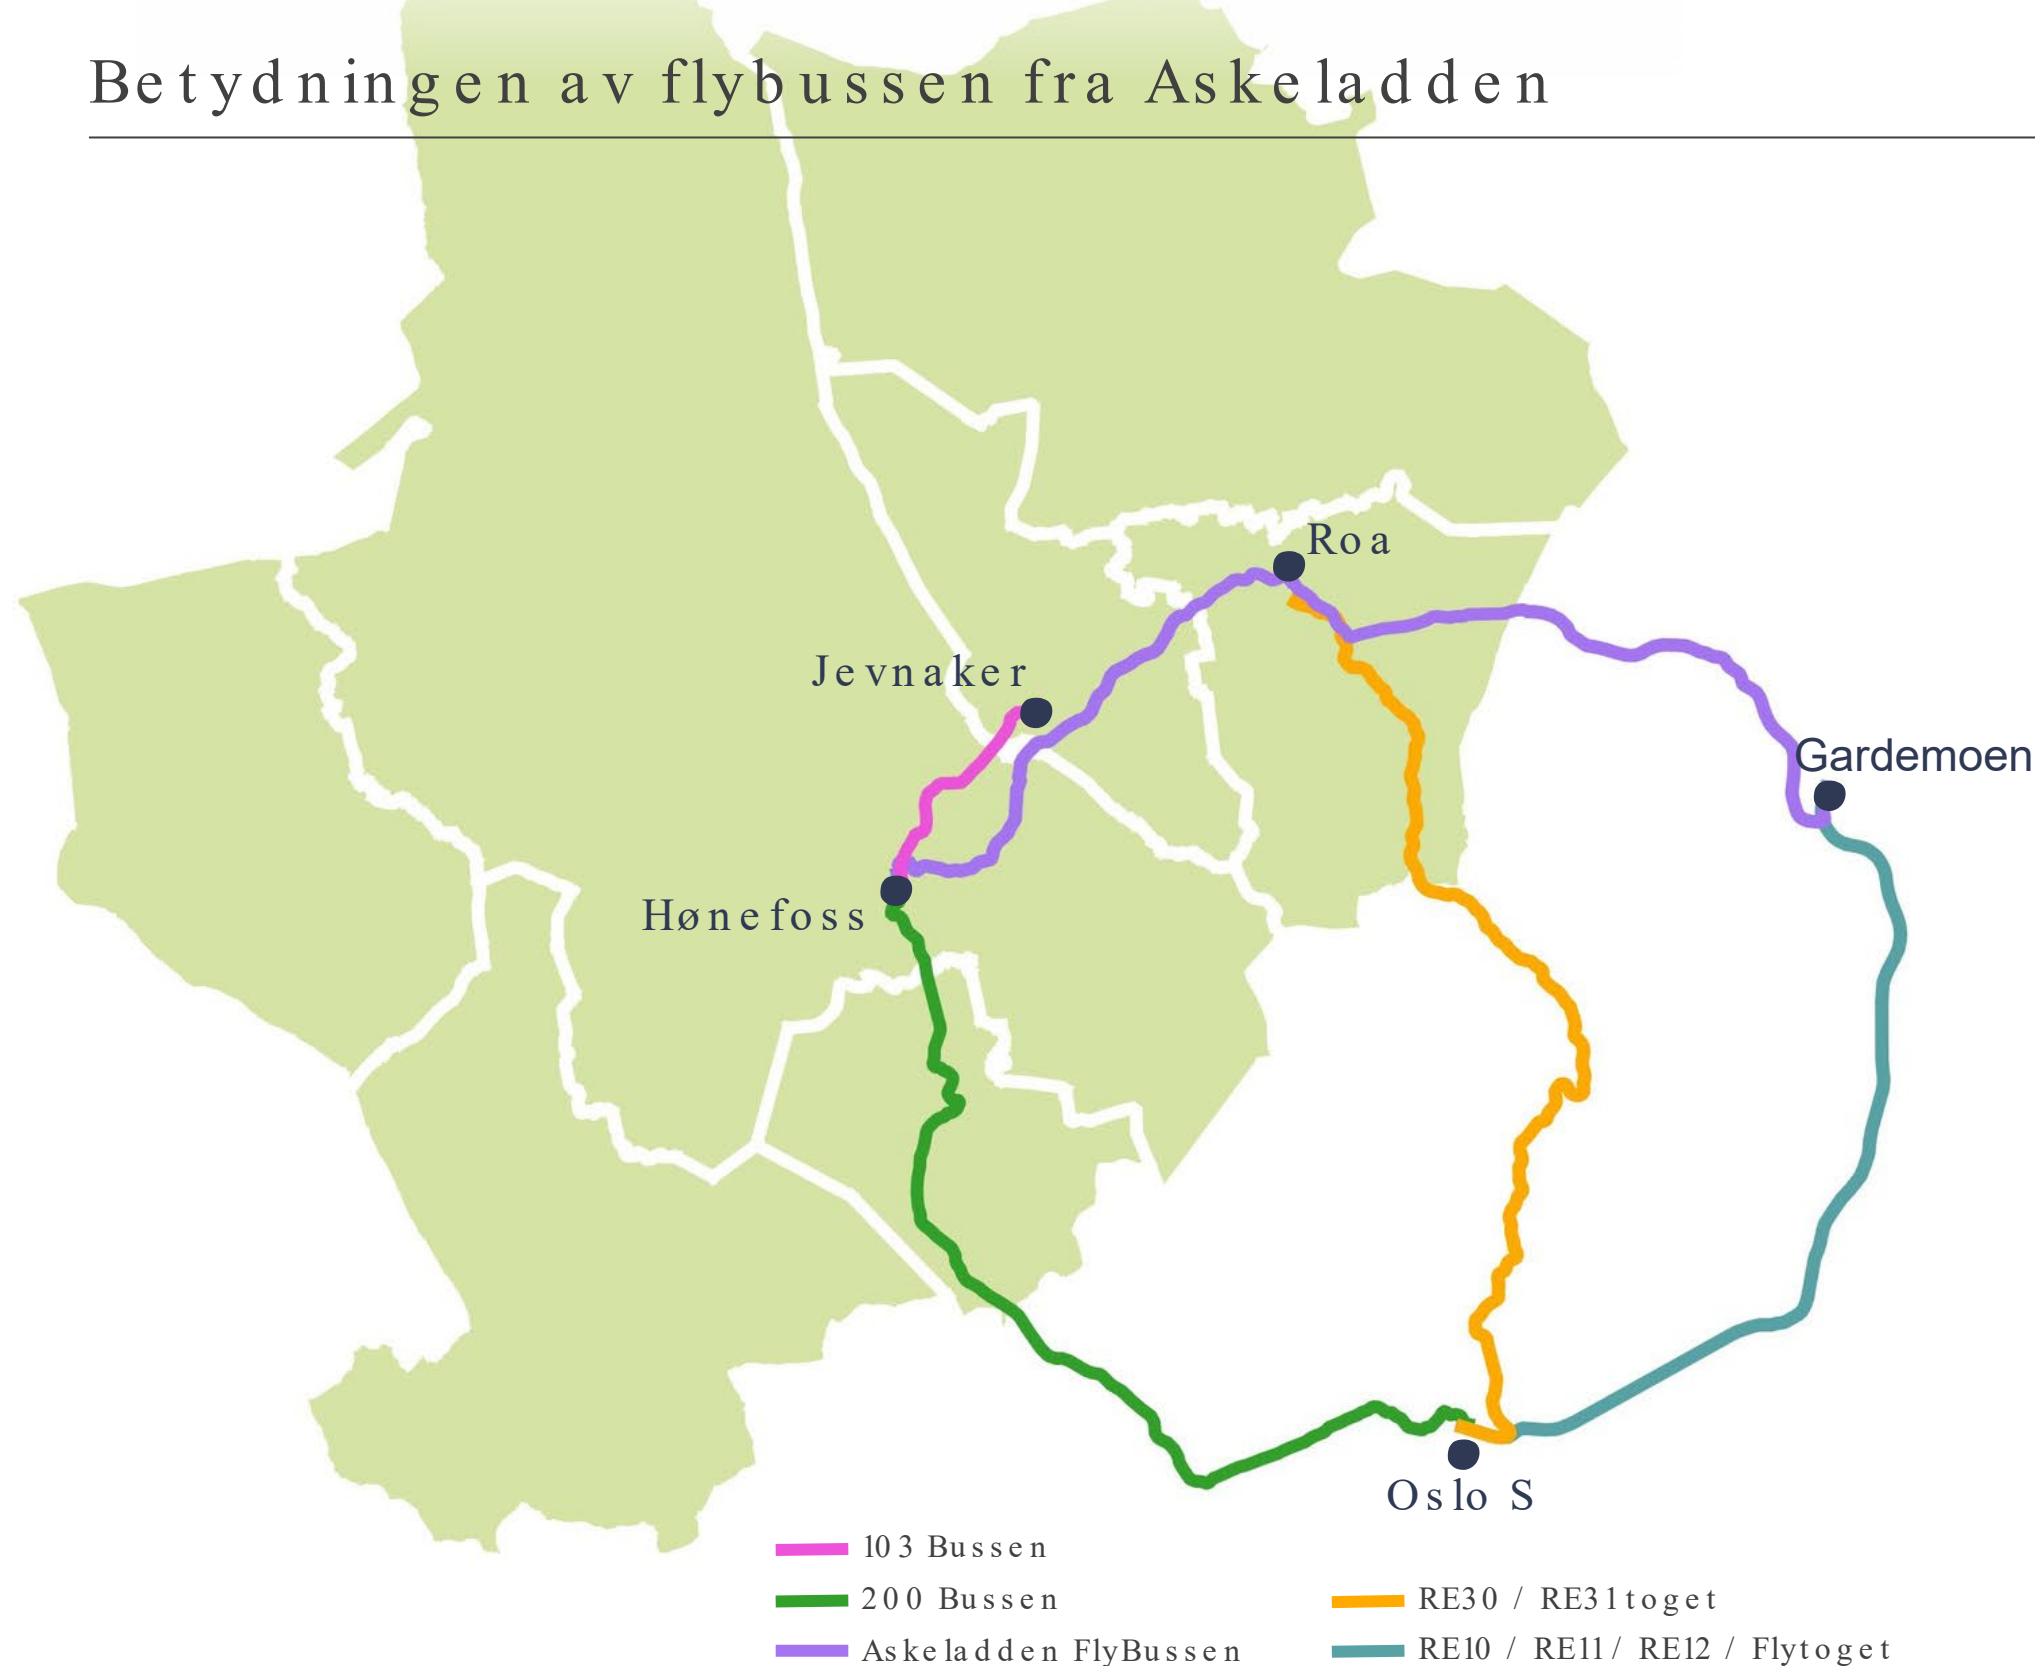 Betydningen av flybussen fra Askeladden
Roa
Jevnaker
Gardemoen
Hønefoss
Oslo S
103 Bussen
200 Bussen
RE30 / RE31toget
Askeladden FlyBussen
RE10 / RE11/ RE12 / Flytoget